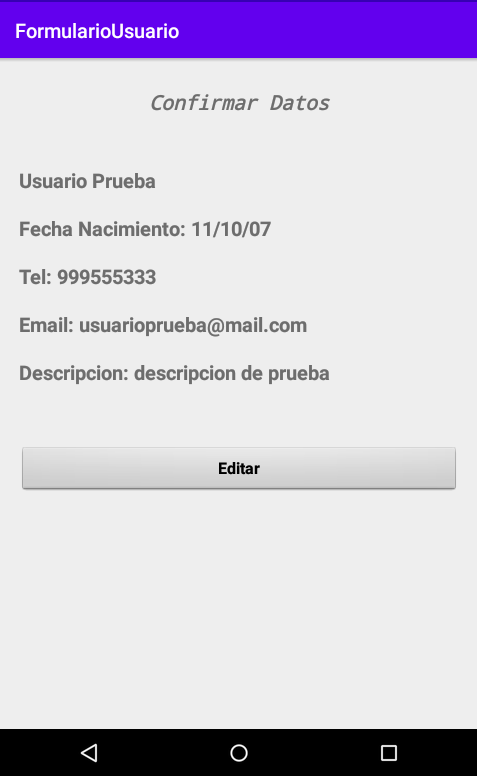 FormularioUsuario
Confirmar Datos
Usuario Prueba
Fecha Nacimiento: 11/10/07
Tel: 999555333
Email: usuarioprueba@mail.com
Descripcion: descripcion de prueba
Editar